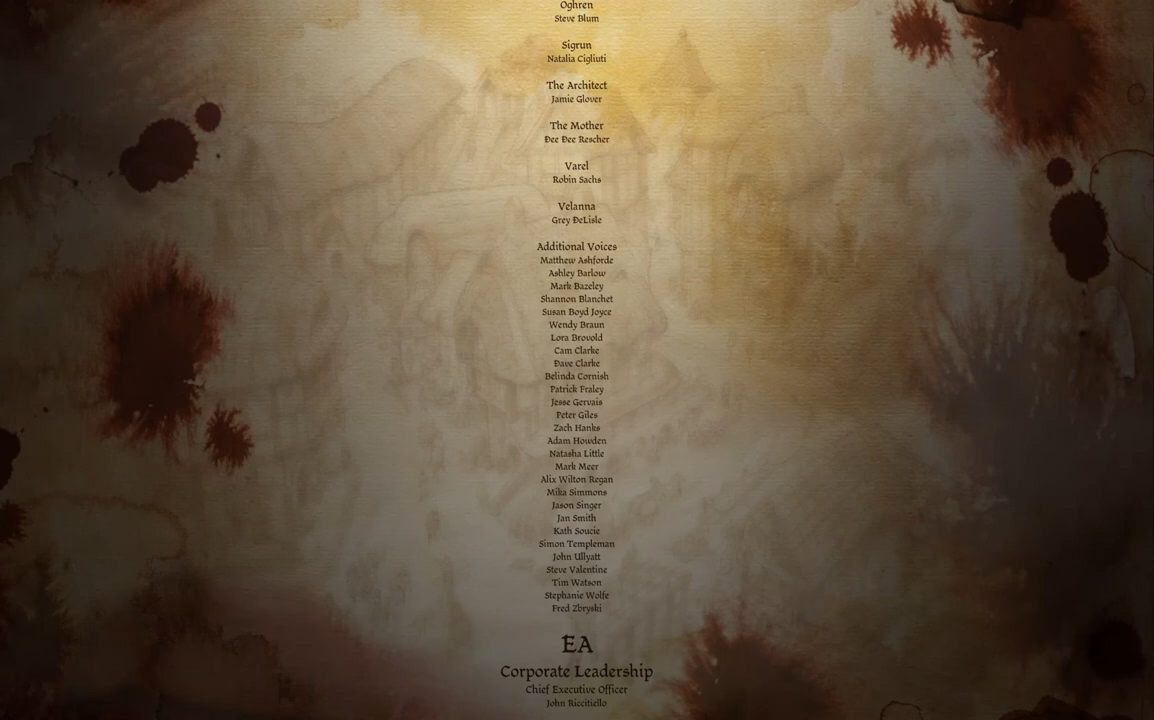 Oghren
Steve Blum
Sigrun
Natalia Cigliuti
The Architect
Jamie Glover
The Mother
Dee Dee Rescher
Varel
Robin Sachs
Velanna
Grey DeLisle
Additional Voices
Matthew Ashforde
Ashley Barlow
Mark Bazeley
Shannon Blanchet
Susan Boyd Joyce
Wendy Braun
Lora Brovold
Cam Clarke
Dave Clarke
Belinda Cornish
Patrick Fraley
Jesse Gervais
Peter Giles
Zach Hanks
Adam Howden
Natasha Little
Mark Meer
Alix Wilton Regan
Mika Simmons
Jason Singer
Jan Smith
Kath Soucie
Simon Templeman
John Ullyatt
Steve Valentine
Tim Watson
Stephanie Wolfe
Fred Zbryski
EA
Corporate Leadership
Chief Executive Officer
John Riccitiello